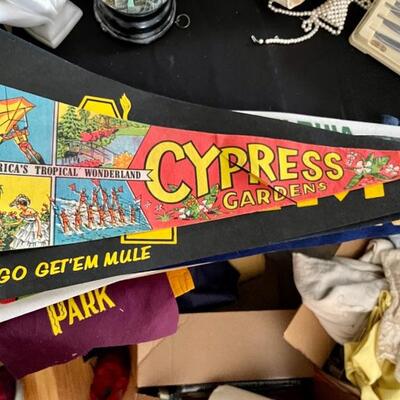 RICA'S TROPICAL WONDERLAND
CYPRESS
GARDENS
GO GET'EM MULE
PARK